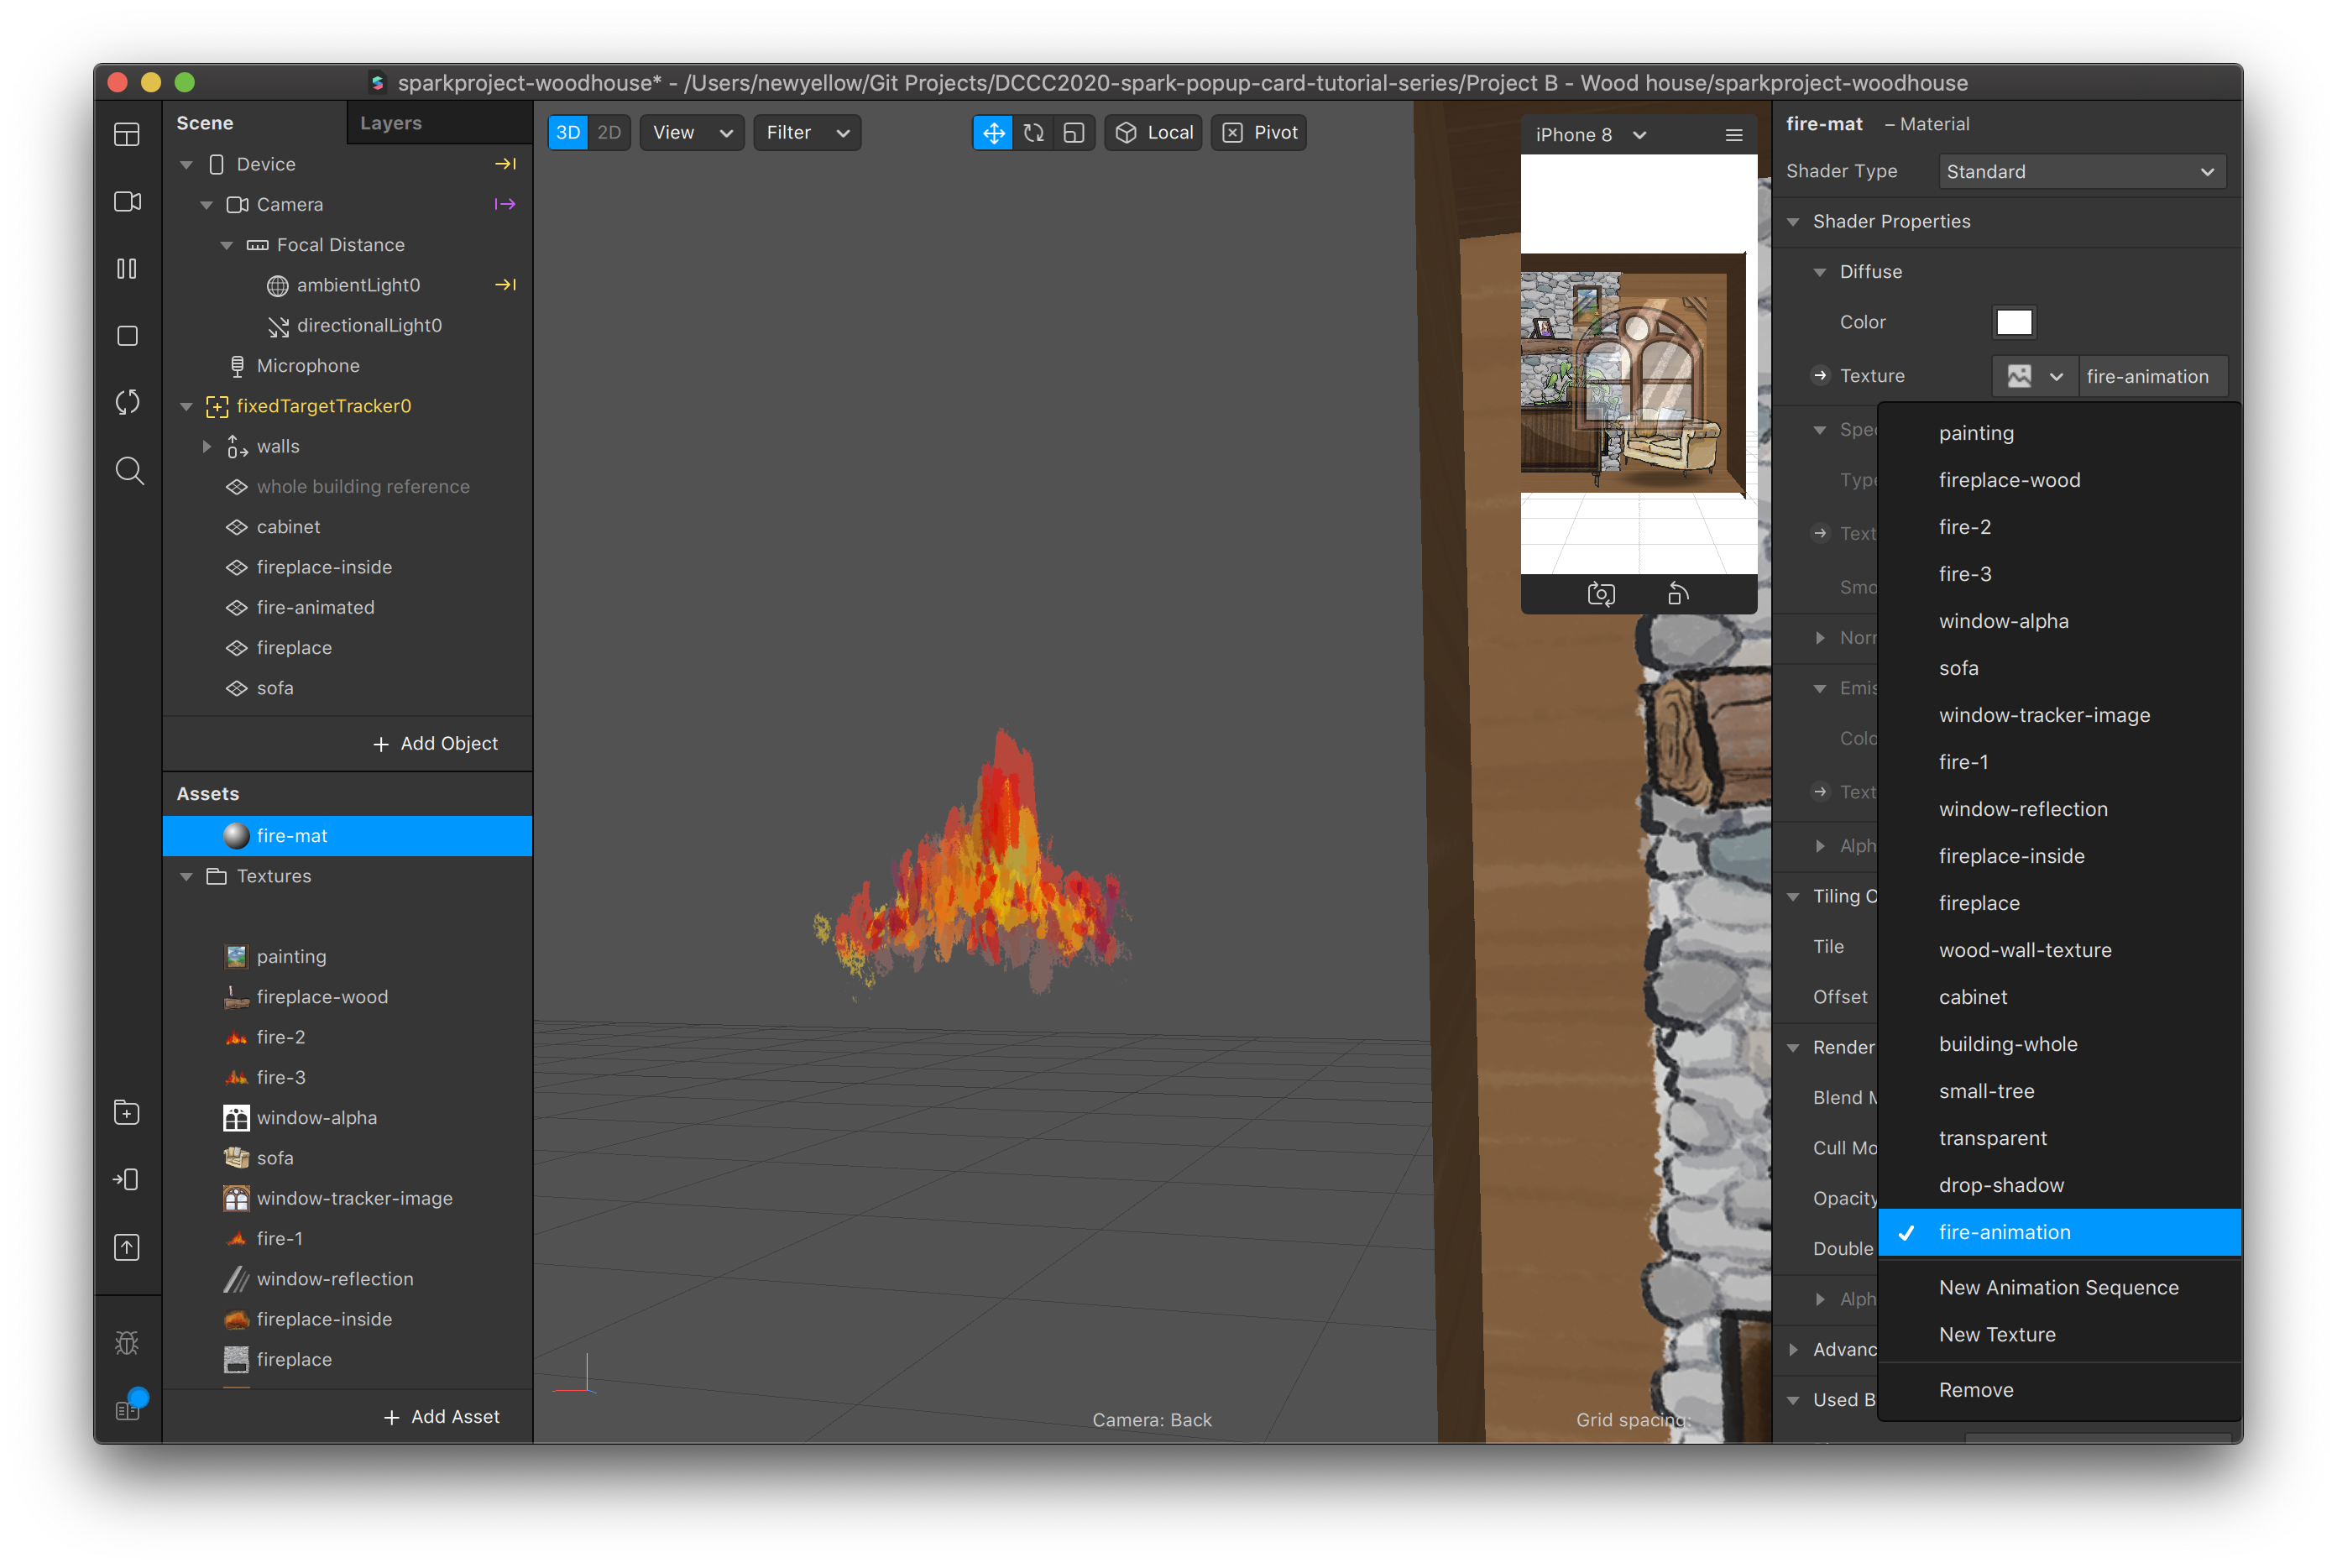 sparkproject-woodhouse* - /Users/newyellow/Git Projects/DCCC2020-spark-popup-card-tutorial-series/Project B - Wood house/sparkproject-woodhouse
Scene
Layers
Device
Camera
Focal Distance
ambientLight0
directionalLight0
Microphone
fixedTargetTracker0
walls
whole building reference
cabinet
fireplace-inside
fire-animated
fireplace
sofa
+ Add Object
Assets
fire-mat
Textures
painting
fireplace-wood
fire-2
fire-3
window-alpha
sofa
window-tracker-image
fire-1
window-reflection
fireplace-inside
fireplace
+ Add Asset
3D 2D View Filter Local Pivot
iPhone 8
Camera: Back
Grid spacing:
fire-mat – Material
Shader Type Standard
Shader Properties
Diffuse
Color
Texture fire-animation
Spec
Type
Text
Smo
Norr
Emis
Colo
Text
Alph
Tiling O
Tile
Offset
Render
Blend M
Cull Mo
Opacity
Double
Alph
Advanc
Used B
painting
fireplace-wood
fire-2
fire-3
window-alpha
sofa
window-tracker-image
fire-1
window-reflection
fireplace-inside
fireplace
wood-wall-texture
cabinet
building-whole
small-tree
transparent
drop-shadow
fire-animation
New Animation Sequence
New Texture
Remove